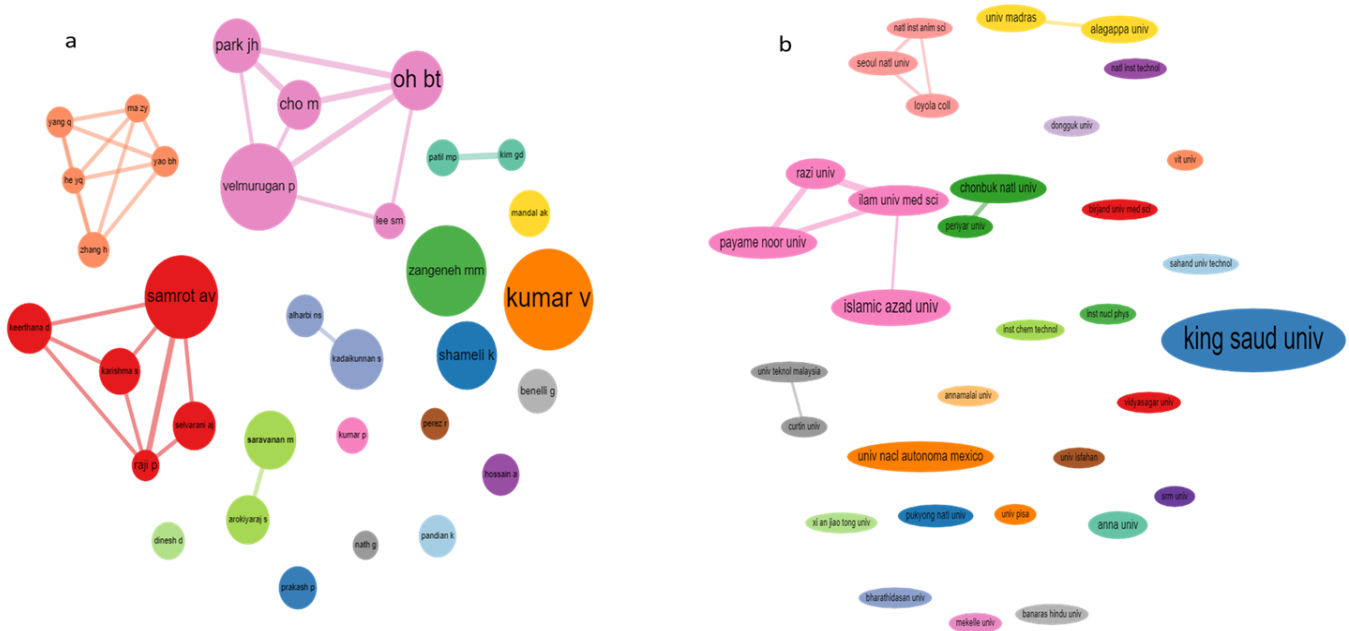 a
park jh
oh bt
cho m
velmurugan p
lee sm
ma zy
yang q
yao bh
he yq
zhang h
patil mp
kim gd
mandal ak
zangeneh mm
kumar v
samrot av
keerthana d
karishma s
selvarani aj
raji p
alharbi ns
kadaikunnan s
shameli k
benelli g
saravanan m
arokiyaraj s
kumar p
perez r
hossain a
dinesh d
nath g
pandian k
prakash p
b
natl inst anim sci
seoul natl univ
loyola coll
univ madras
alagappa univ
natl inst technol
dongguk univ
vit univ
razi univ
ilam univ med sci
payame noor univ
islamic azad univ
chonbuk natl univ
periyar univ
birjand univ med sci
sahand univ technol
inst chem technol
inst nucl phys
king saud univ
univ teknol malaysia
curtin univ
annamalai univ
vidyasagar univ
univ nacl autonoma mexico
univ isfahan
srm univ
xi an jiao tong univ
pukyong natl univ
univ pisa
anna univ
bharathidasan univ
mekelle univ
banaras hindu univ